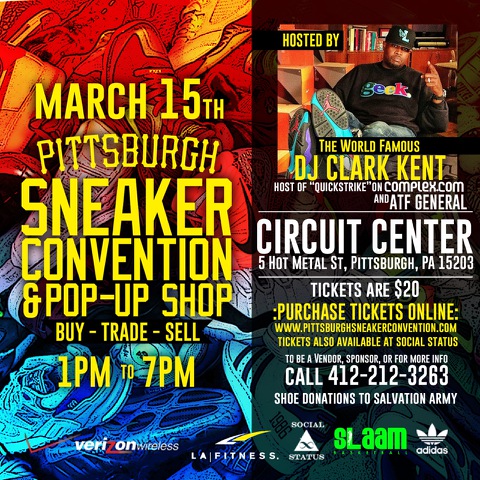 MARCH 15TH
PITTSBURGH
SNEAKER
CONVENTION
& POP-UP SHOP
BUY - TRADE - SELL
1PM TO 7PM
HOSTED BY
geek.
THE WORLD FAMOUS
DJ CLARK KENT
HOST OF "QUICKSTRIKE" ON COMPLEX.COM
AND ATF GENERAL
CIRCUIT CENTER
5 HOT METAL ST, PITTSBURGH, PA 15203
TICKETS ARE $20
:PURCHASE TICKETS ONLINE:
WWW.PITTSBURGHSNEAKERCONVENTION.COM
TICKETS ALSO AVAILABLE AT SOCIAL STATUS
TO BE A VENDOR, SPONSOR, OR FOR MORE INFO
CALL 412-212-3263
SHOE DONATIONS TO SALVATION ARMY
verizon wireless
LA|FITNESS.
SOCIAL
STATUS
SLAAM
BASKETBALL
adidas